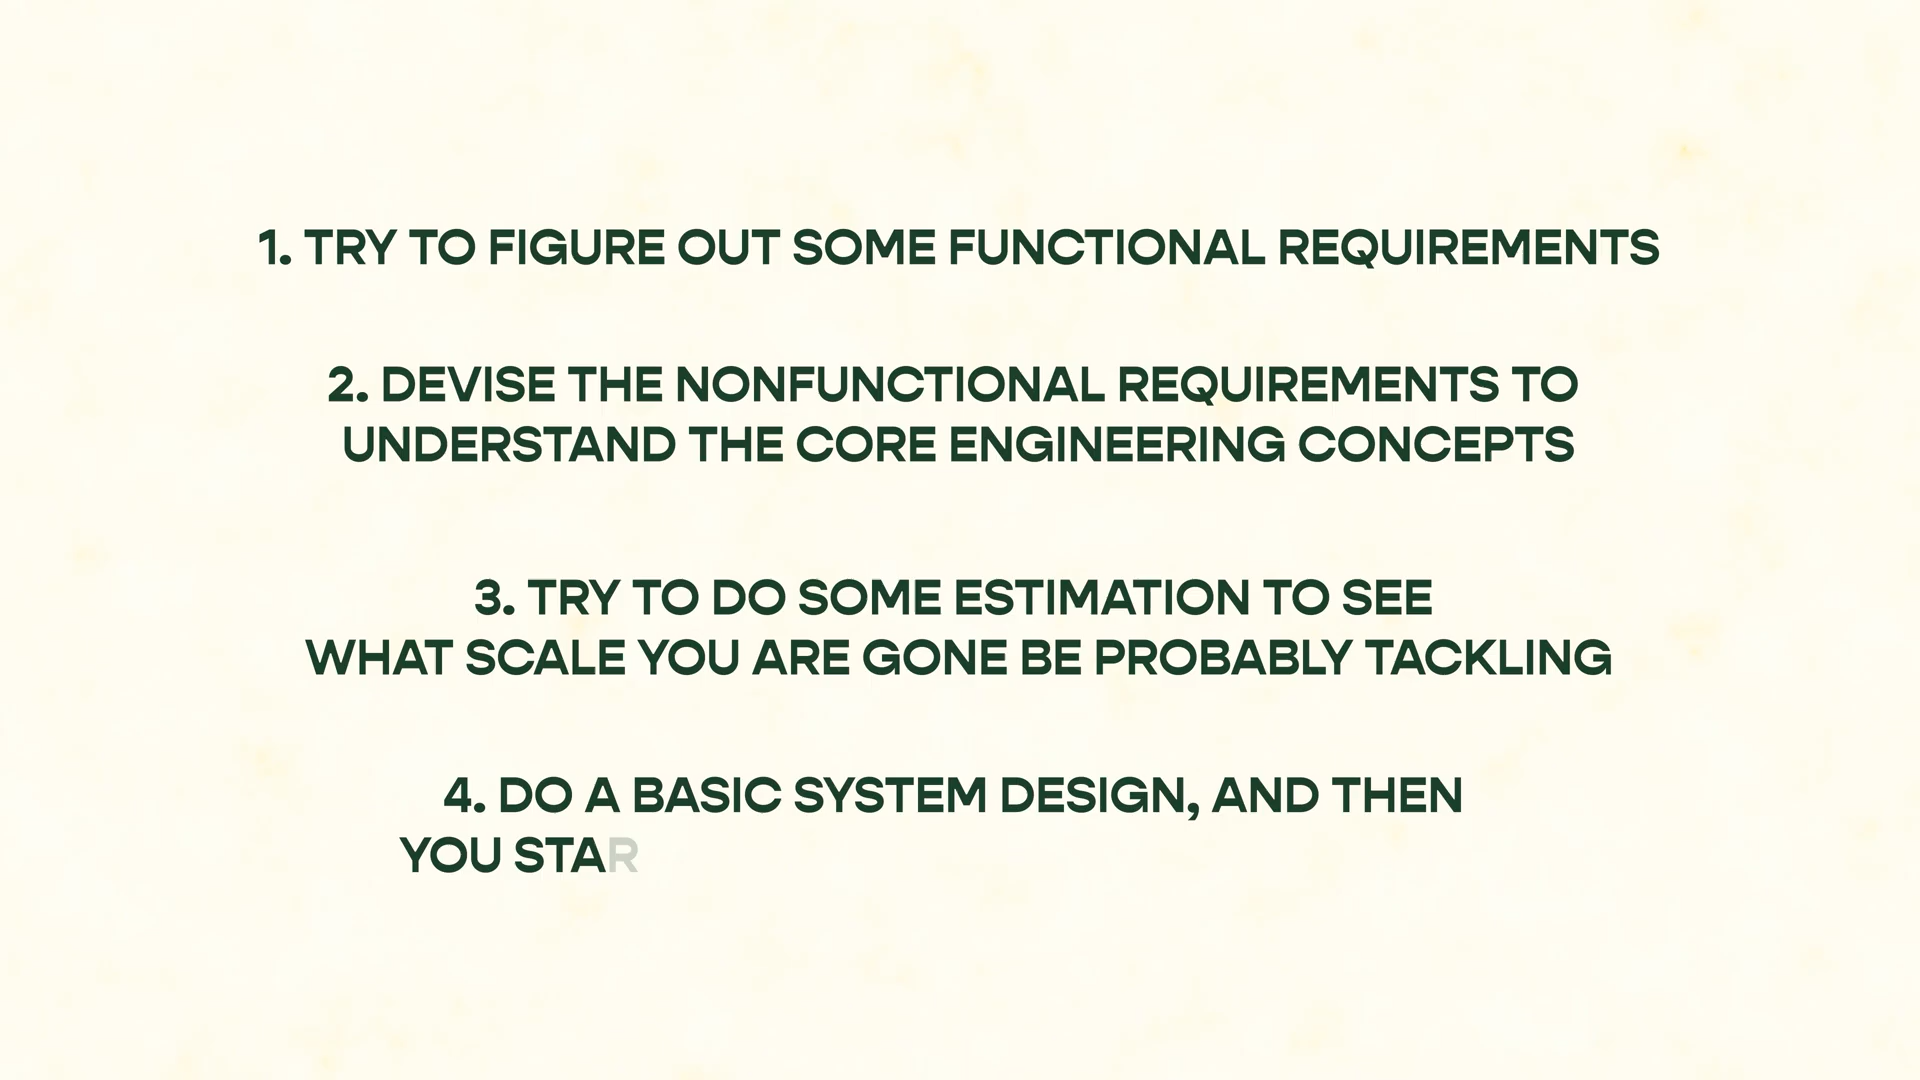 1. TRY TO FIGURE OUT SOME FUNCTIONAL REQUIREMENTS
2. DEVISE THE NONFUNCTIONAL REQUIREMENTS TO
UNDERSTAND THE CORE ENGINEERING CONCEPTS
3. TRY TO DO SOME ESTIMATION TO SEE
WHAT SCALE YOU ARE GONE BE PROBABLY TACKLING
4. DO A BASIC SYSTEM DESIGN, AND THEN
YOU STAR